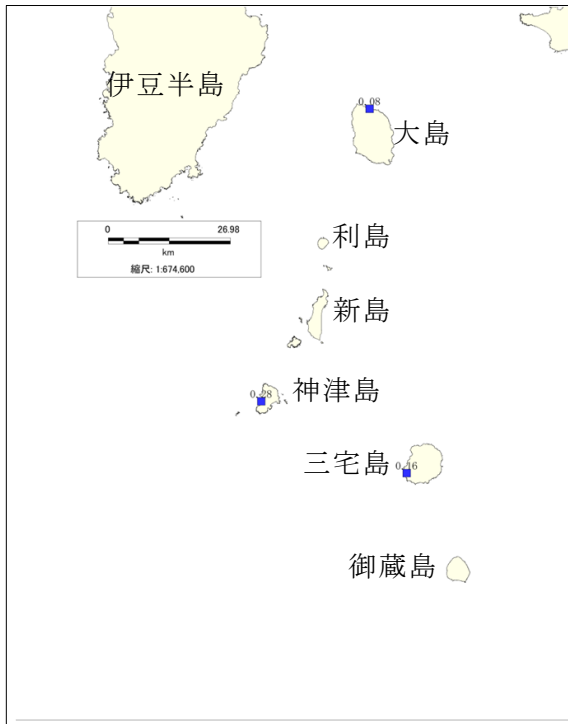 伊豆半島
0.08
大島
0
26.98
km
縮尺: 1:674,600
利島
新島
0.28
神津島
三宅島
0.16
御蔵島